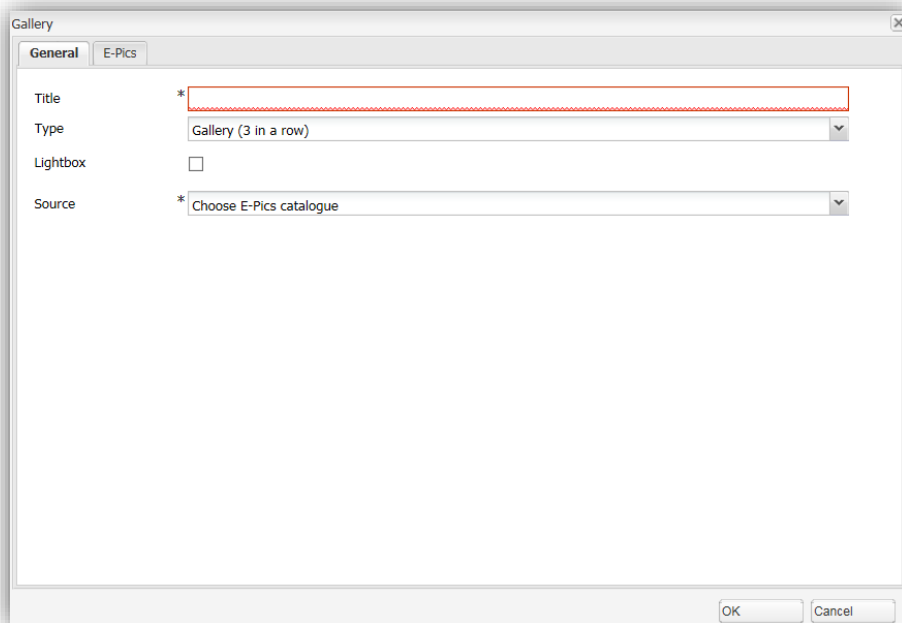 Gallery
General E-Pics
Title *
Type Gallery (3 in a row)
Lightbox
Source * Choose E-Pics catalogue
OK Cancel